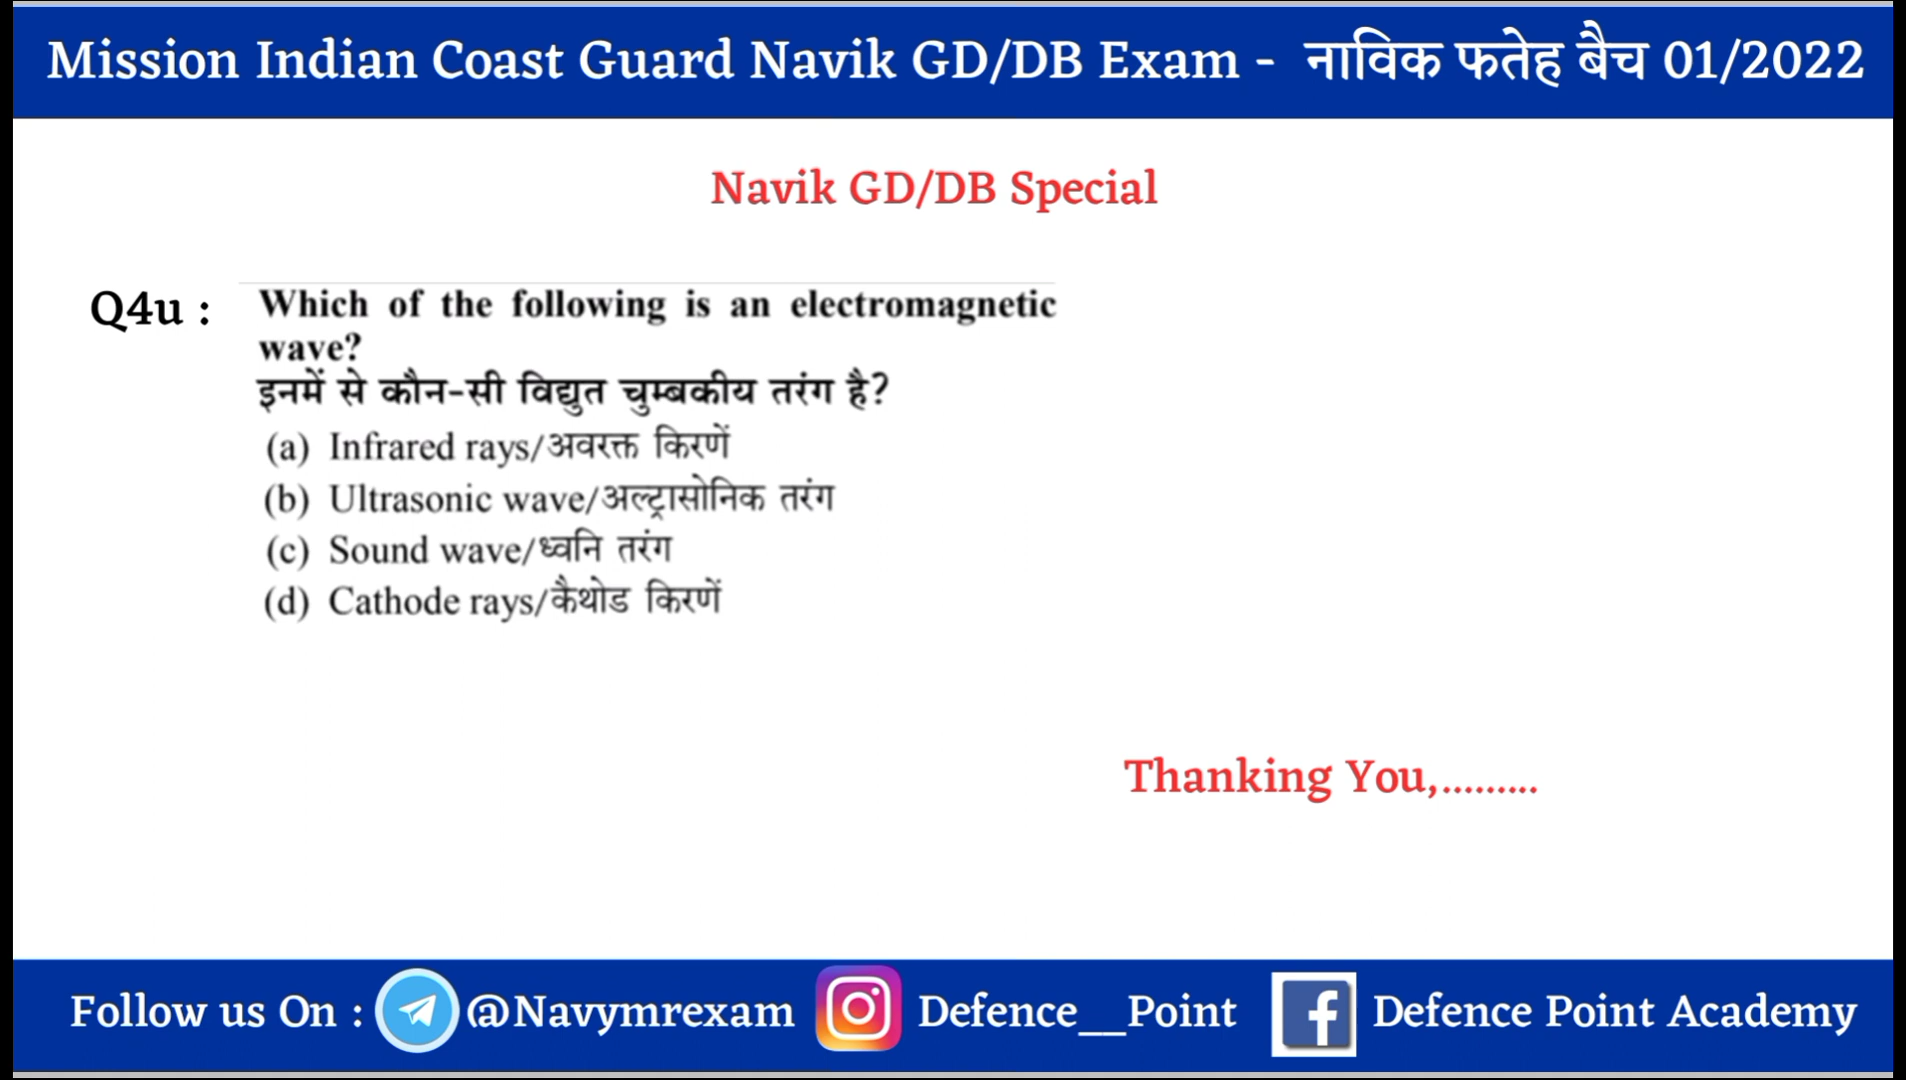 Mission Indian Coast Guard Navik GD/DB Exam - नाविक फतेह बैच 01/2022
Navik GD/DB Special
Q4u : Which of the following is an electromagnetic
wave?
इनमें से कौन-सी विद्युत चुम्बकीय तरंग है?
(a) Infrared rays/अवरक्त किरणें
(b) Ultrasonic wave/अल्ट्रासोनिक तरंग
(c) Sound wave/ध्वनि तरंग
(d) Cathode rays/कैथोड किरणें
Thanking You,.........
Follow us On : @Navymrexam Defence__Point Defence Point Academy